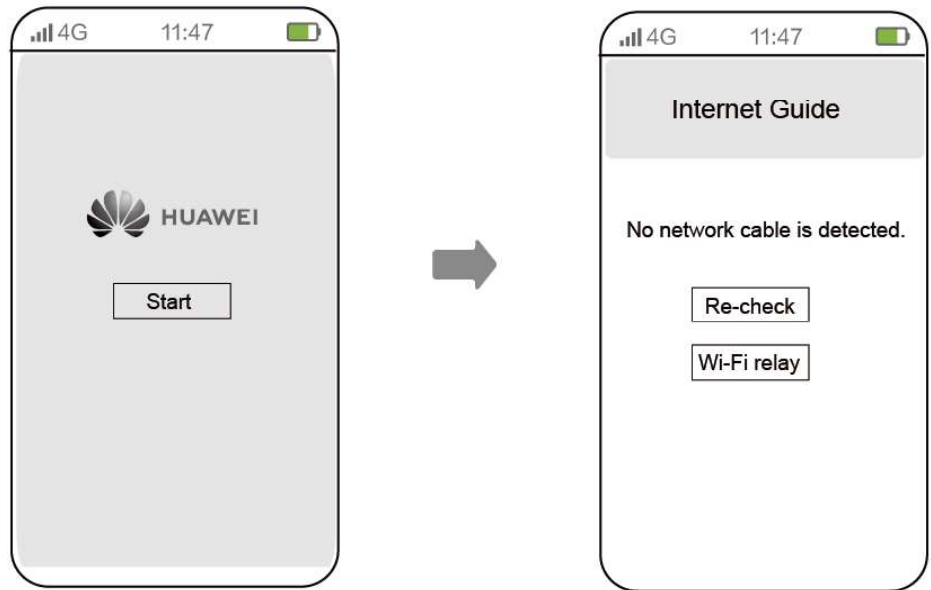 4G 11:47
HUAWEI
Start
4G 11:47
Internet Guide
No network cable is detected.
Re-check
Wi-Fi relay